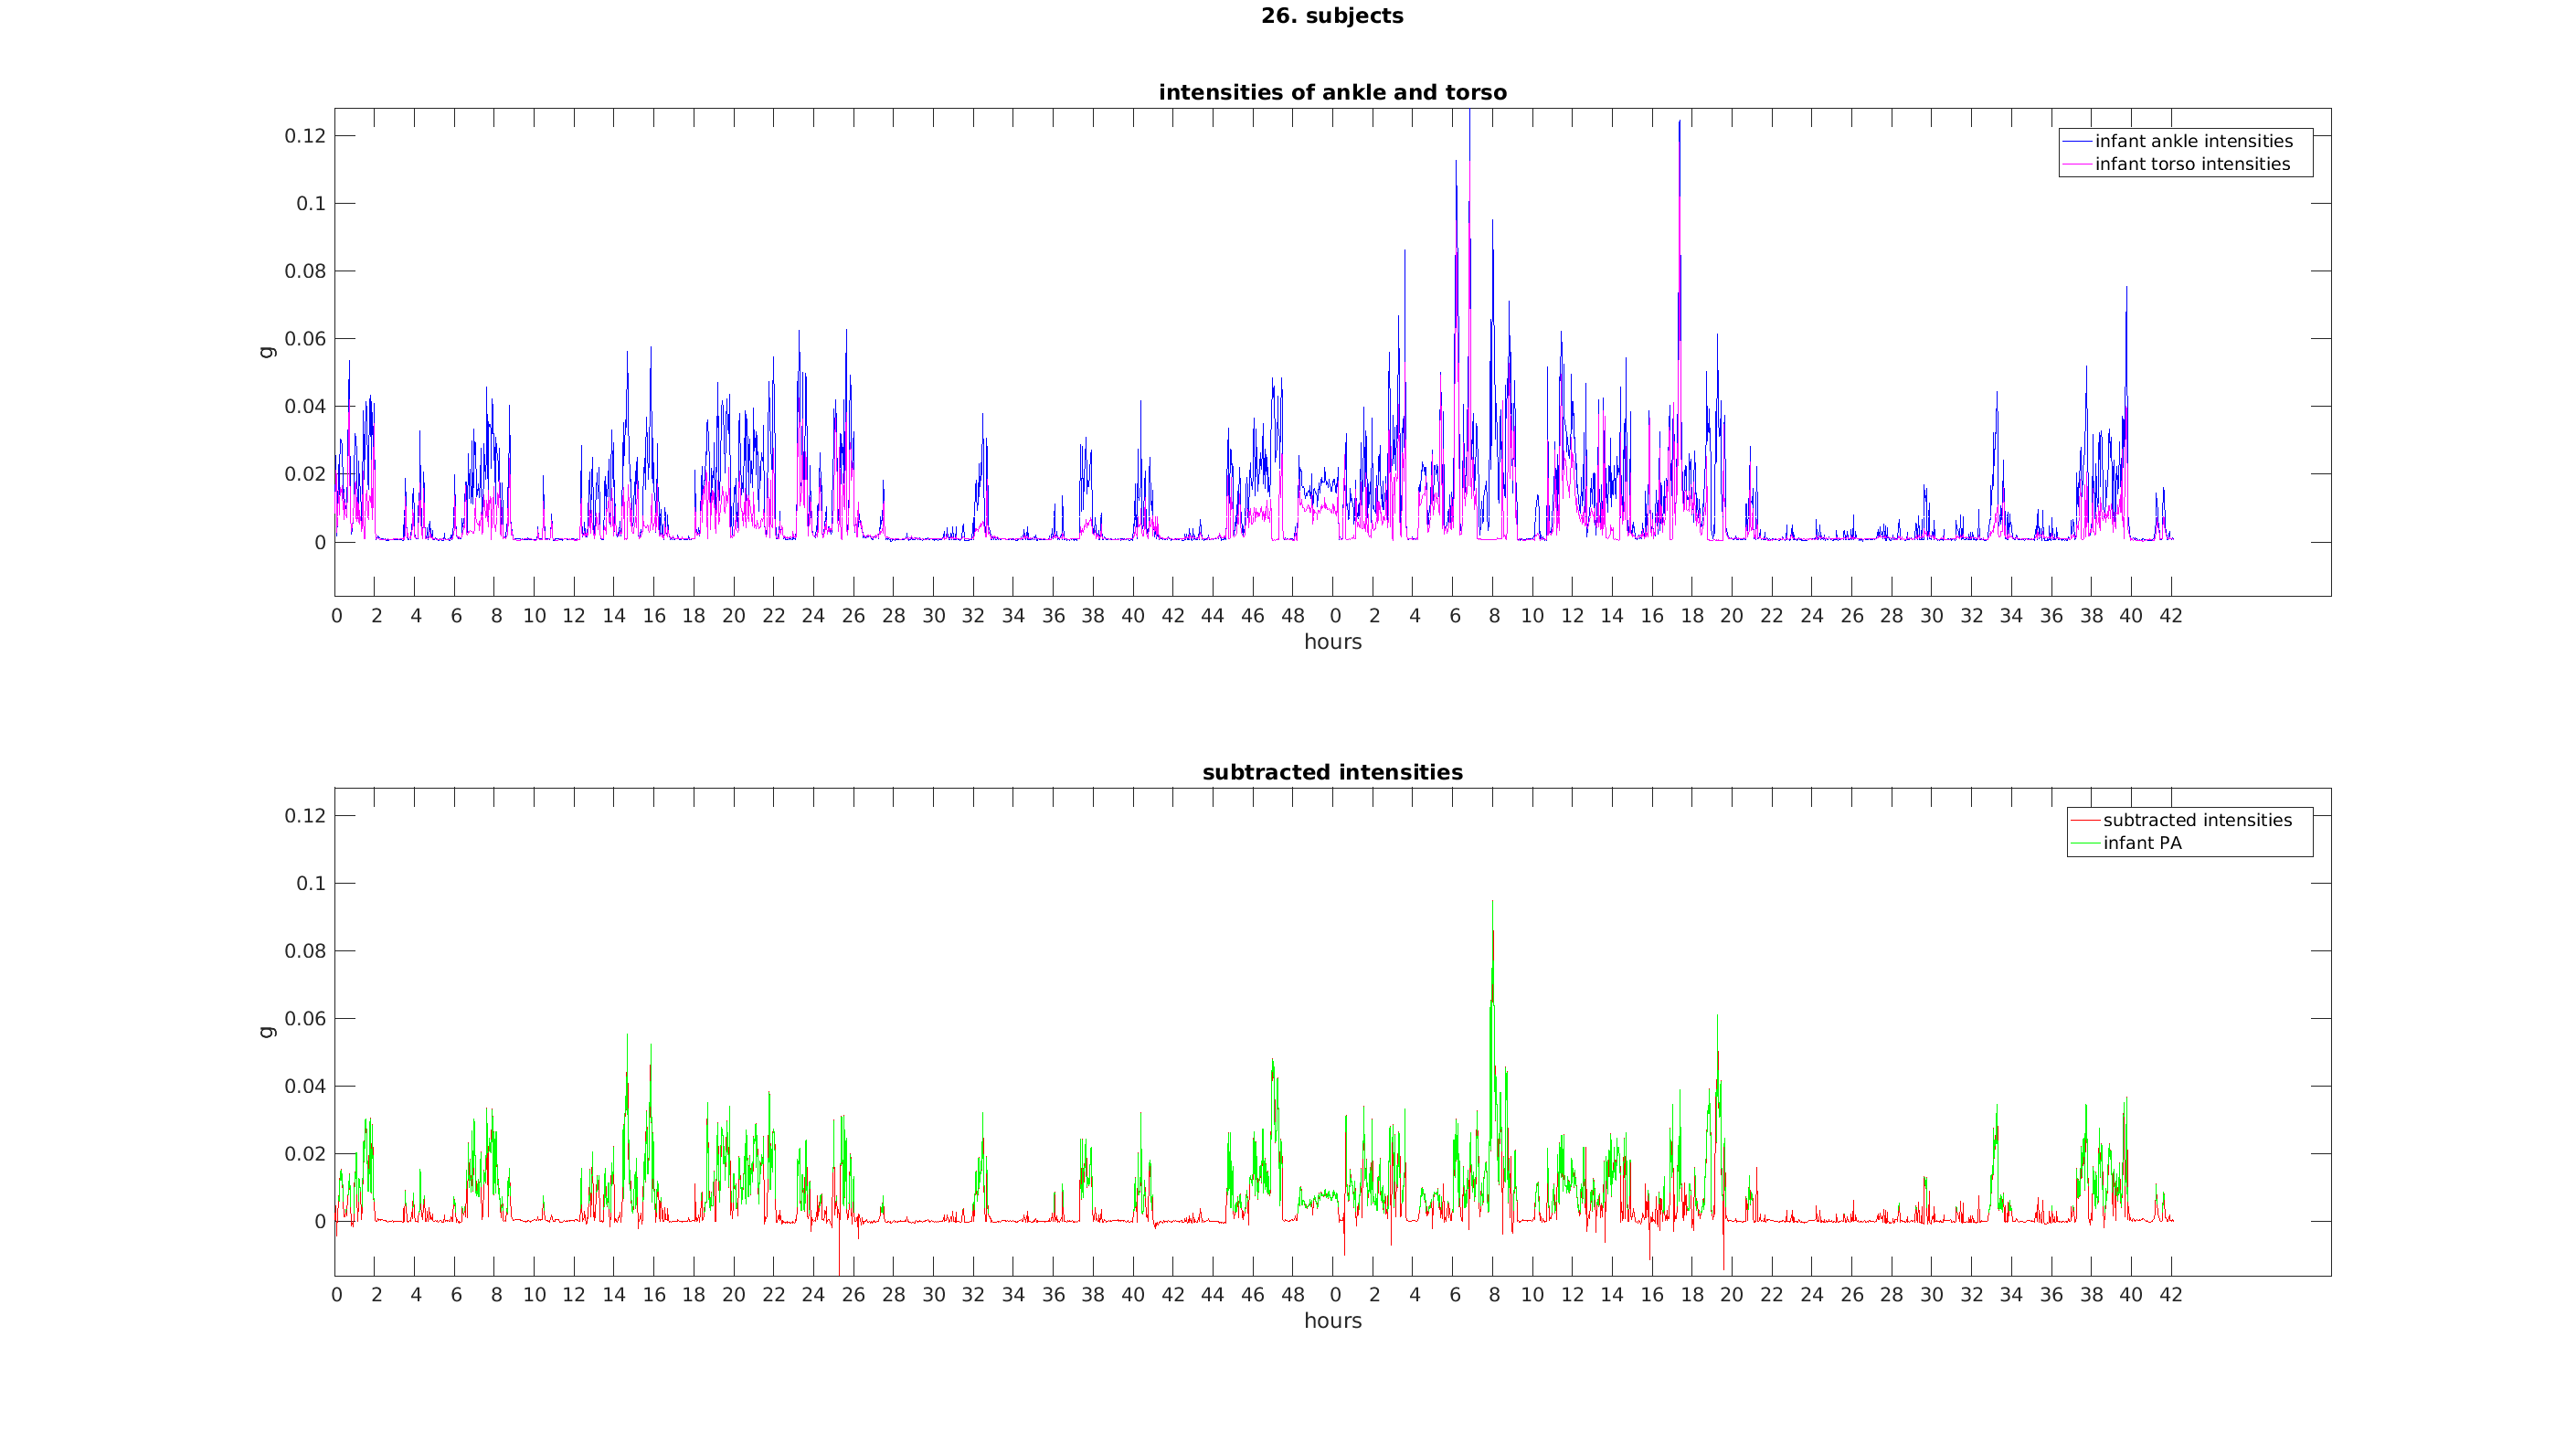 26. subjects
intensities of ankle and torso
0.12
0.1
0.08
0.06
0.04
0.02
0
g
infant ankle intensities
infant torso intensities
0 2 4 6 8 10 12 14 16 18 20 22 24 26 28 30 32 34 36 38 40 42 44 46 48 0 2 4 6 8 10 12 14 16 18 20 22 24 26 28 30 32 34 36 38 40 42
hours
subtracted intensities
0.12
0.1
0.08
0.06
0.04
0.02
0
g
subtracted intensities
infant PA
0 2 4 6 8 10 12 14 16 18 20 22 24 26 28 30 32 34 36 38 40 42 44 46 48 0 2 4 6 8 10 12 14 16 18 20 22 24 26 28 30 32 34 36 38 40 42
hours